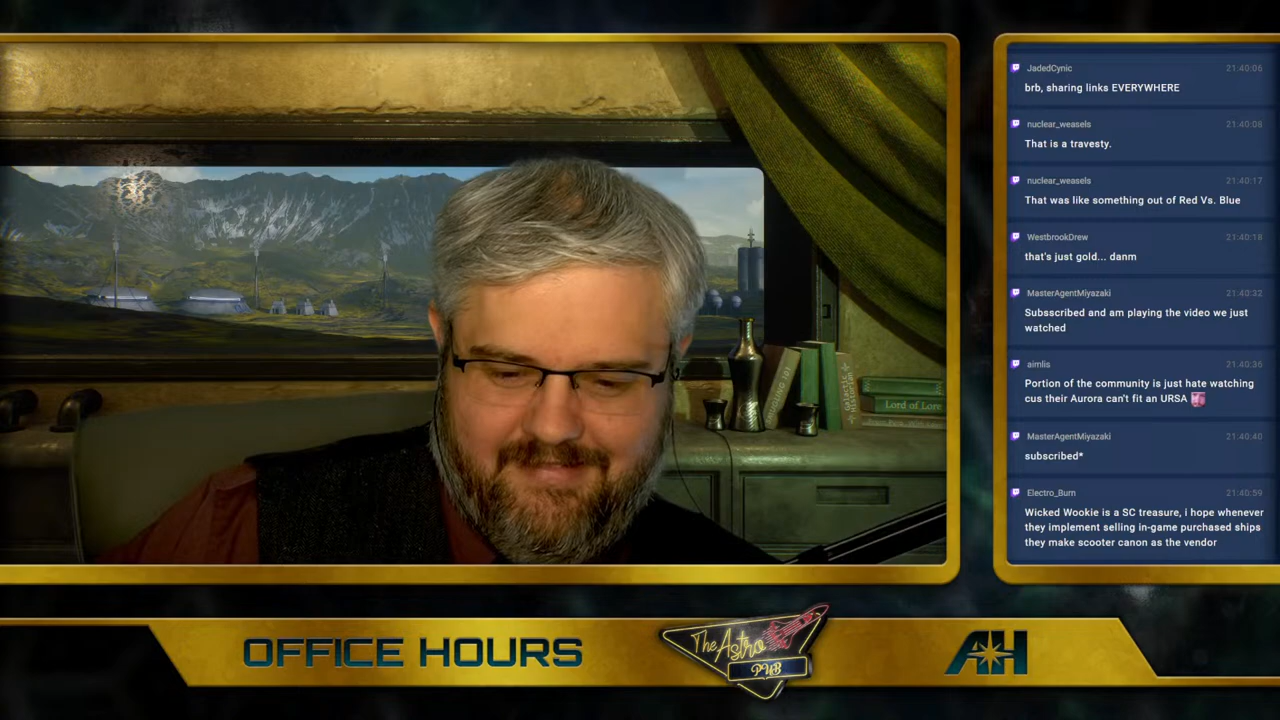 JadedCynic 21:40:06
brb, sharing links EVERYWHERE
nuclear_weasels 21:40:08
That is a travesty.
nuclear_weasels 21:40:17
That was like something out of Red Vs. Blue
WestbrookDrew 21:40:18
that's just gold... danm
MasterAgentMiyazaki 21:40:32
Subsscribed and am playing the video we just
watched
aimlis 21:40:36
Portion of the community is just hate watching
cus their Aurora can't fit an URSA
MasterAgentMiyazaki 21:40:40
subscribed*
Electro_Burn 21:40:59
Wicked Wookie is a SC treasure, i hope whenever
they implement selling in-game purchased ships
they make scooter canon as the vendor
Lord of Lore
OFFICE HOURS
The Astro
PUB
AH